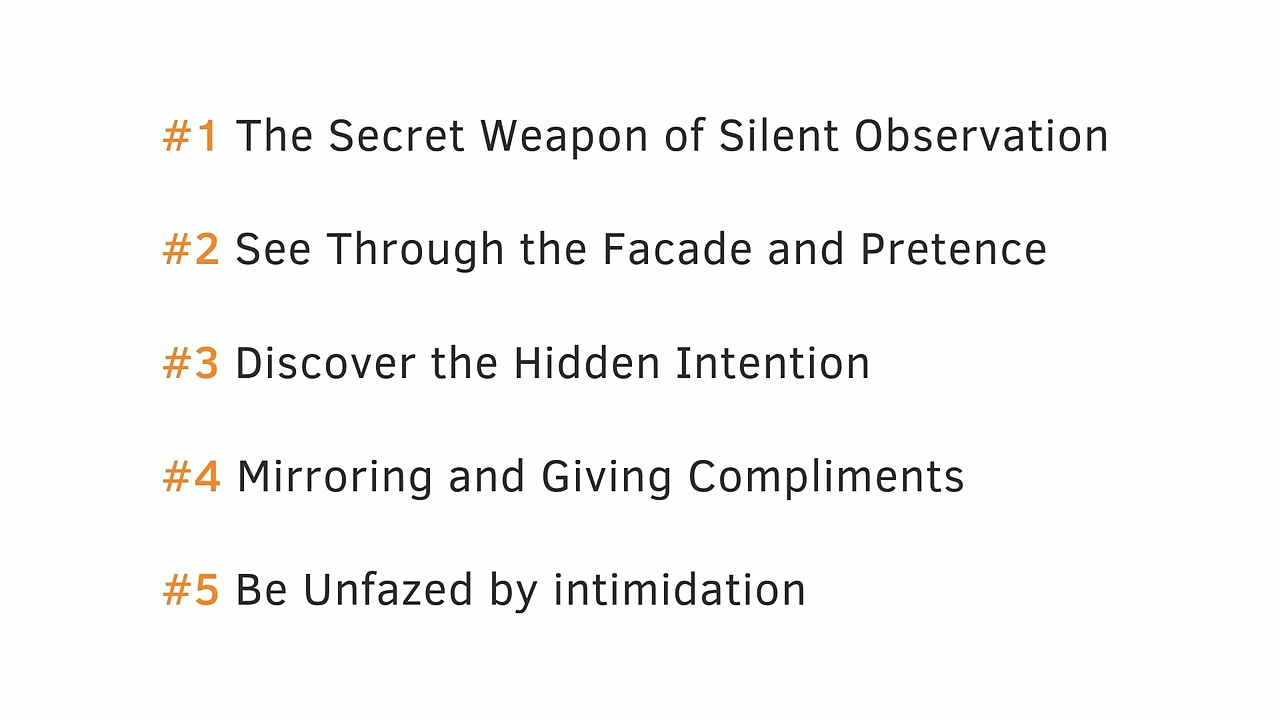 #1 The Secret Weapon of Silent Observation
#2 See Through the Facade and Pretence
#3 Discover the Hidden Intention
#4 Mirroring and Giving Compliments
#5 Be Unfazed by intimidation